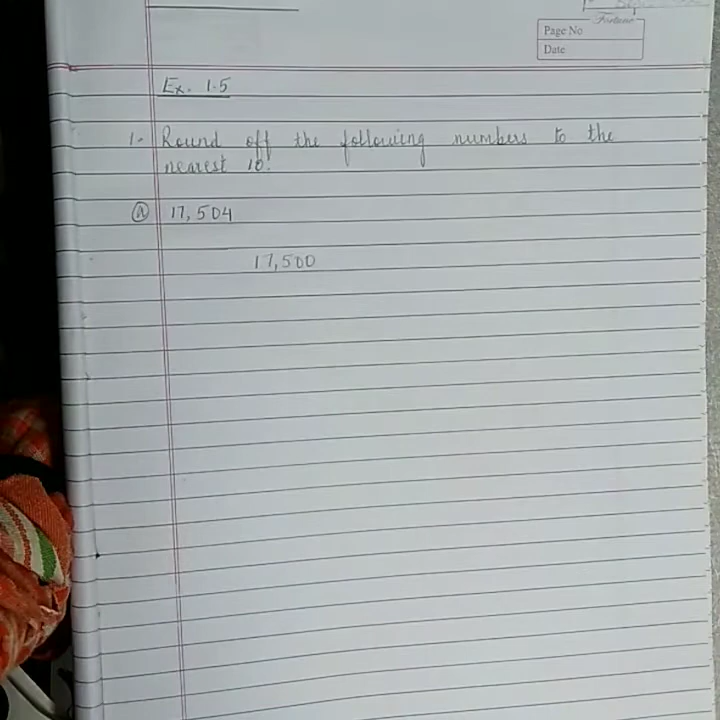 Fortune
Page No
Date
Ex. 1.5
1. Round off the following numbers to the
nearest 10.
(a) 17,504
17,500